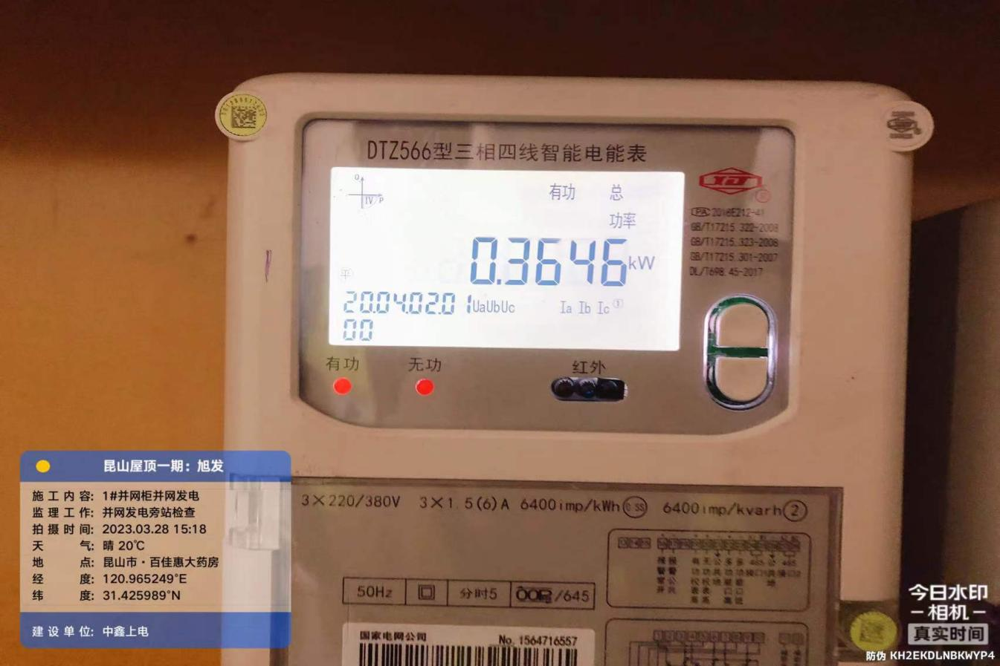 DTZ566型三相四线智能电能表
Q
IV P
有功 总
功率
0.3646kW
平
20.04.02.01 UaUbUc Ia Ib Ic ①
00
YDJ
CPA 2016E212-41
GB/T17215.322-2008
GB/T17215.323-2008
GB/T17215.301-2007
DL/T698.45-2017
有功 无功 红外
3×220/380V 3×1.5(6)A 6400imp/kWh 0.5S 6400imp/kvarh 2
50Hz 分时5 OOP/645
国家电网公司 No. 1564716557
昆山屋顶一期：旭发
施工内容：1#并网柜并网发电
监理工作：并网发电旁站检查
拍摄时间：2023.03.28 15:18
天气：晴 20℃
地点：昆山市·百佳惠大药房
经度：120.965249°E
纬度：31.425989°N
建设单位：中鑫上电
今日水印
相机
真实时间
防伪 KH2EKDLNBKWYP4